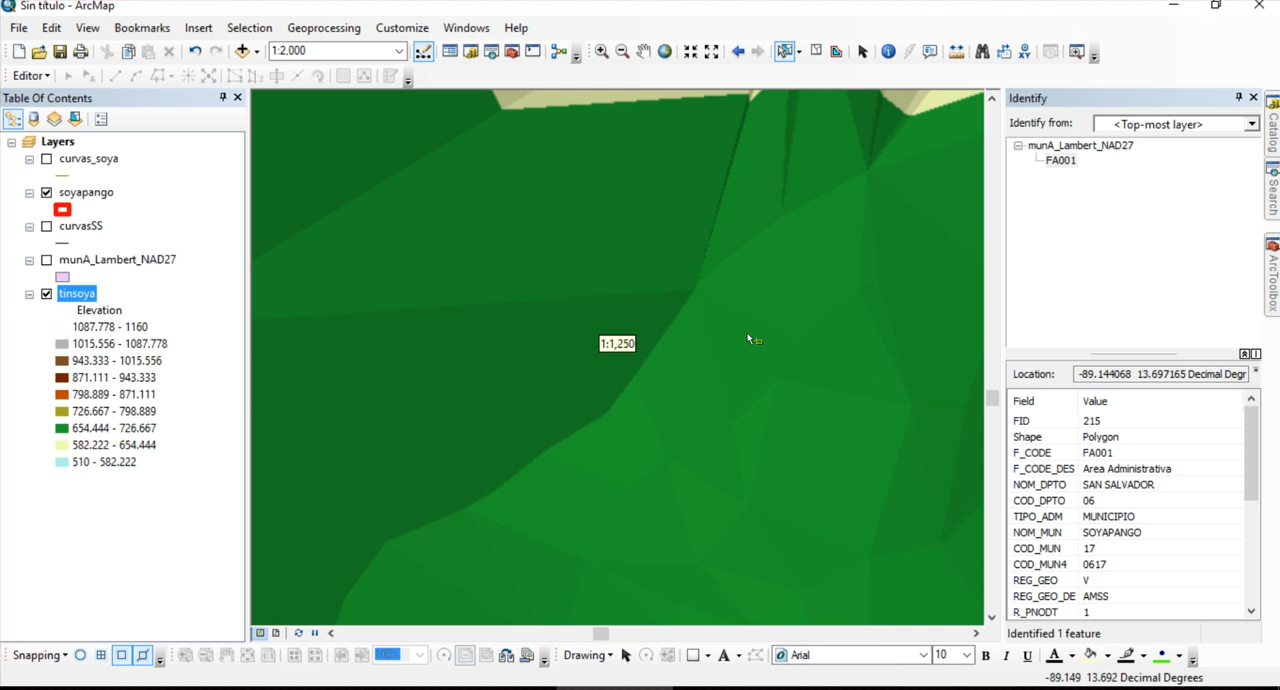 Sin título - ArcMap
File Edit View Bookmarks Insert Selection Geoprocessing Customize Windows Help
1:2,000
Editor
Table Of Contents
Layers
curvas_soya
soyapango
curvasSS
munA_Lambert_NAD27
tinsoya
Elevation
1087.778 - 1160
1015.556 - 1087.778
943.333 - 1015.556
871.111 - 943.333
798.889 - 871.111
726.667 - 798.889
654.444 - 726.667
582.222 - 654.444
510 - 582.222
1:1,250
Identify
Identify from: <Top-most layer>
munA_Lambert_NAD27
FA001
Location: -89.144068 13.697165 Decimal Degr
Field Value
FID 215
Shape Polygon
F_CODE FA001
F_CODE_DES Area Administrativa
NOM_DPTO SAN SALVADOR
COD_DPTO 06
TIPO_ADM MUNICIPIO
NOM_MUN SOYAPANGO
COD_MUN 17
COD_MUN4 0617
REG_GEO V
REG_GEO_DE AMSS
R_PNODT 1
Identified 1 feature
Catalog
Search
ArcToolbox
Snapping 100% Drawing A Arial 10 B I U A
-89.149 13.692 Decimal Degrees